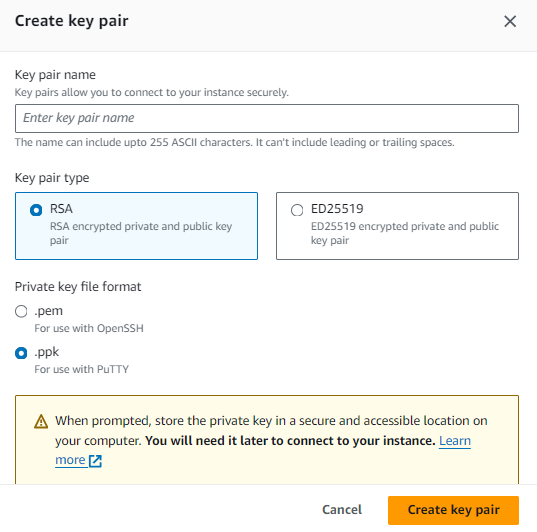 Create key pair
Key pair name
Key pairs allow you to connect to your instance securely.
Enter key pair name
The name can include upto 255 ASCII characters. It can't include leading or trailing spaces.
Key pair type
RSA
RSA encrypted private and public key
pair
ED25519
ED25519 encrypted private and public
key pair
Private key file format
.pem
For use with OpenSSH
.ppk
For use with PuTTY
When prompted, store the private key in a secure and accessible location on
your computer. You will need it later to connect to your instance. Learn
more
Cancel
Create key pair